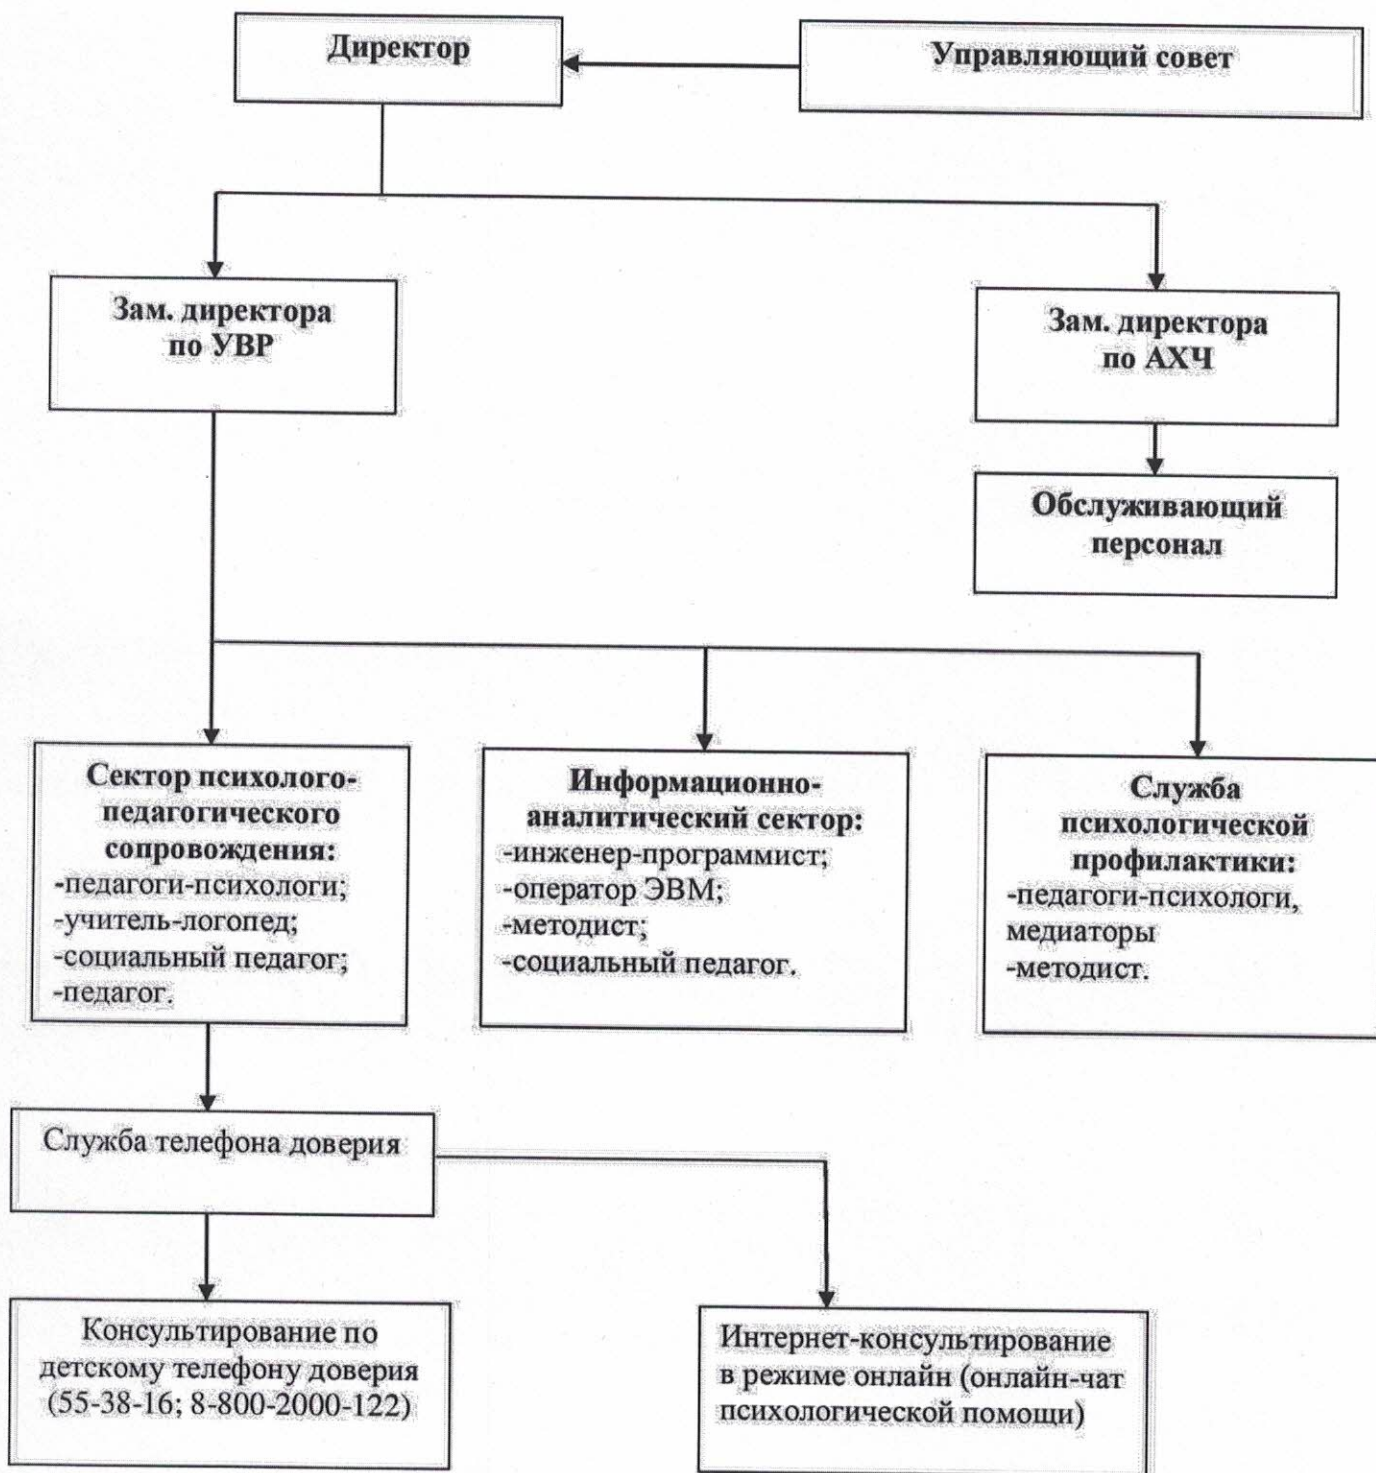 Директор
Управляющий совет
Зам. директора
по УВР
Зам. директора
по АХЧ
Обслуживающий
персонал
Сектор психолого-
педагогического
сопровождения:
-педагоги-психологи;
-учитель-логопед;
-социальный педагог;
-педагог.
Информационно-
аналитический сектор:
-инженер-программист;
-оператор ЭВМ;
-методист;
-социальный педагог.
Служба
психологической
профилактики:
-педагоги-психологи,
медиаторы
-методист.
Служба телефона доверия
Консультирование по
детскому телефону доверия
(55-38-16; 8-800-2000-122)
Интернет-консультирование
в режиме онлайн (онлайн-чат
психологической помощи)